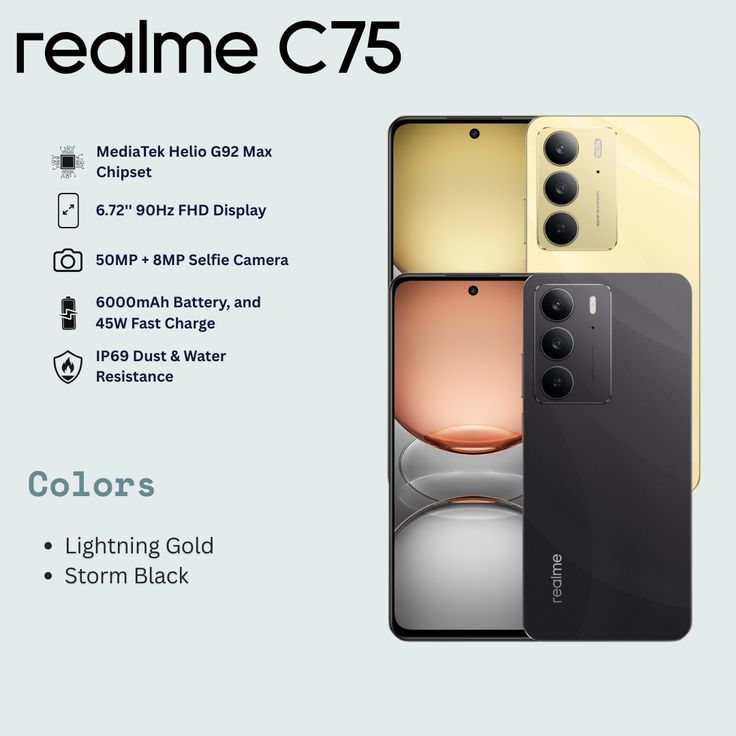 realme C75
MediaTek Helio G92 Max
Chipset
6.72'' 90Hz FHD Display
50MP + 8MP Selfie Camera
6000mAh Battery, and
45W Fast Charge
IP69 Dust & Water
Resistance
Colors
• Lightning Gold
• Storm Black
realme